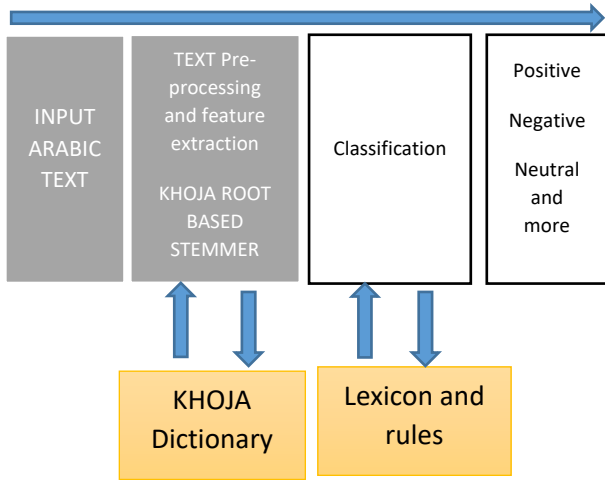 INPUT
ARABIC
TEXT
TEXT Pre-
processing
and feature
extraction
KHOJA ROOT
BASED
STEMMER
Classification
Positive
Negative
Neutral
and
more
KHOJA
Dictionary
Lexicon and
rules